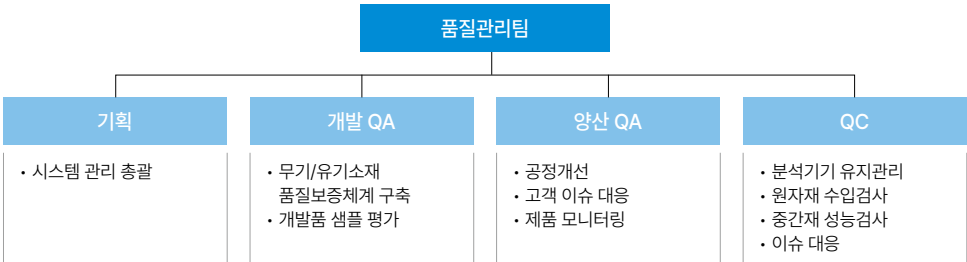 품질관리팀
기획
• 시스템 관리 총괄
개발 QA
• 무기/유기소재
품질보증체계 구축
• 개발품 샘플 평가
양산 QA
• 공정개선
• 고객 이슈 대응
• 제품 모니터링
QC
• 분석기기 유지관리
• 원자재 수입검사
• 중간재 성능검사
• 이슈 대응